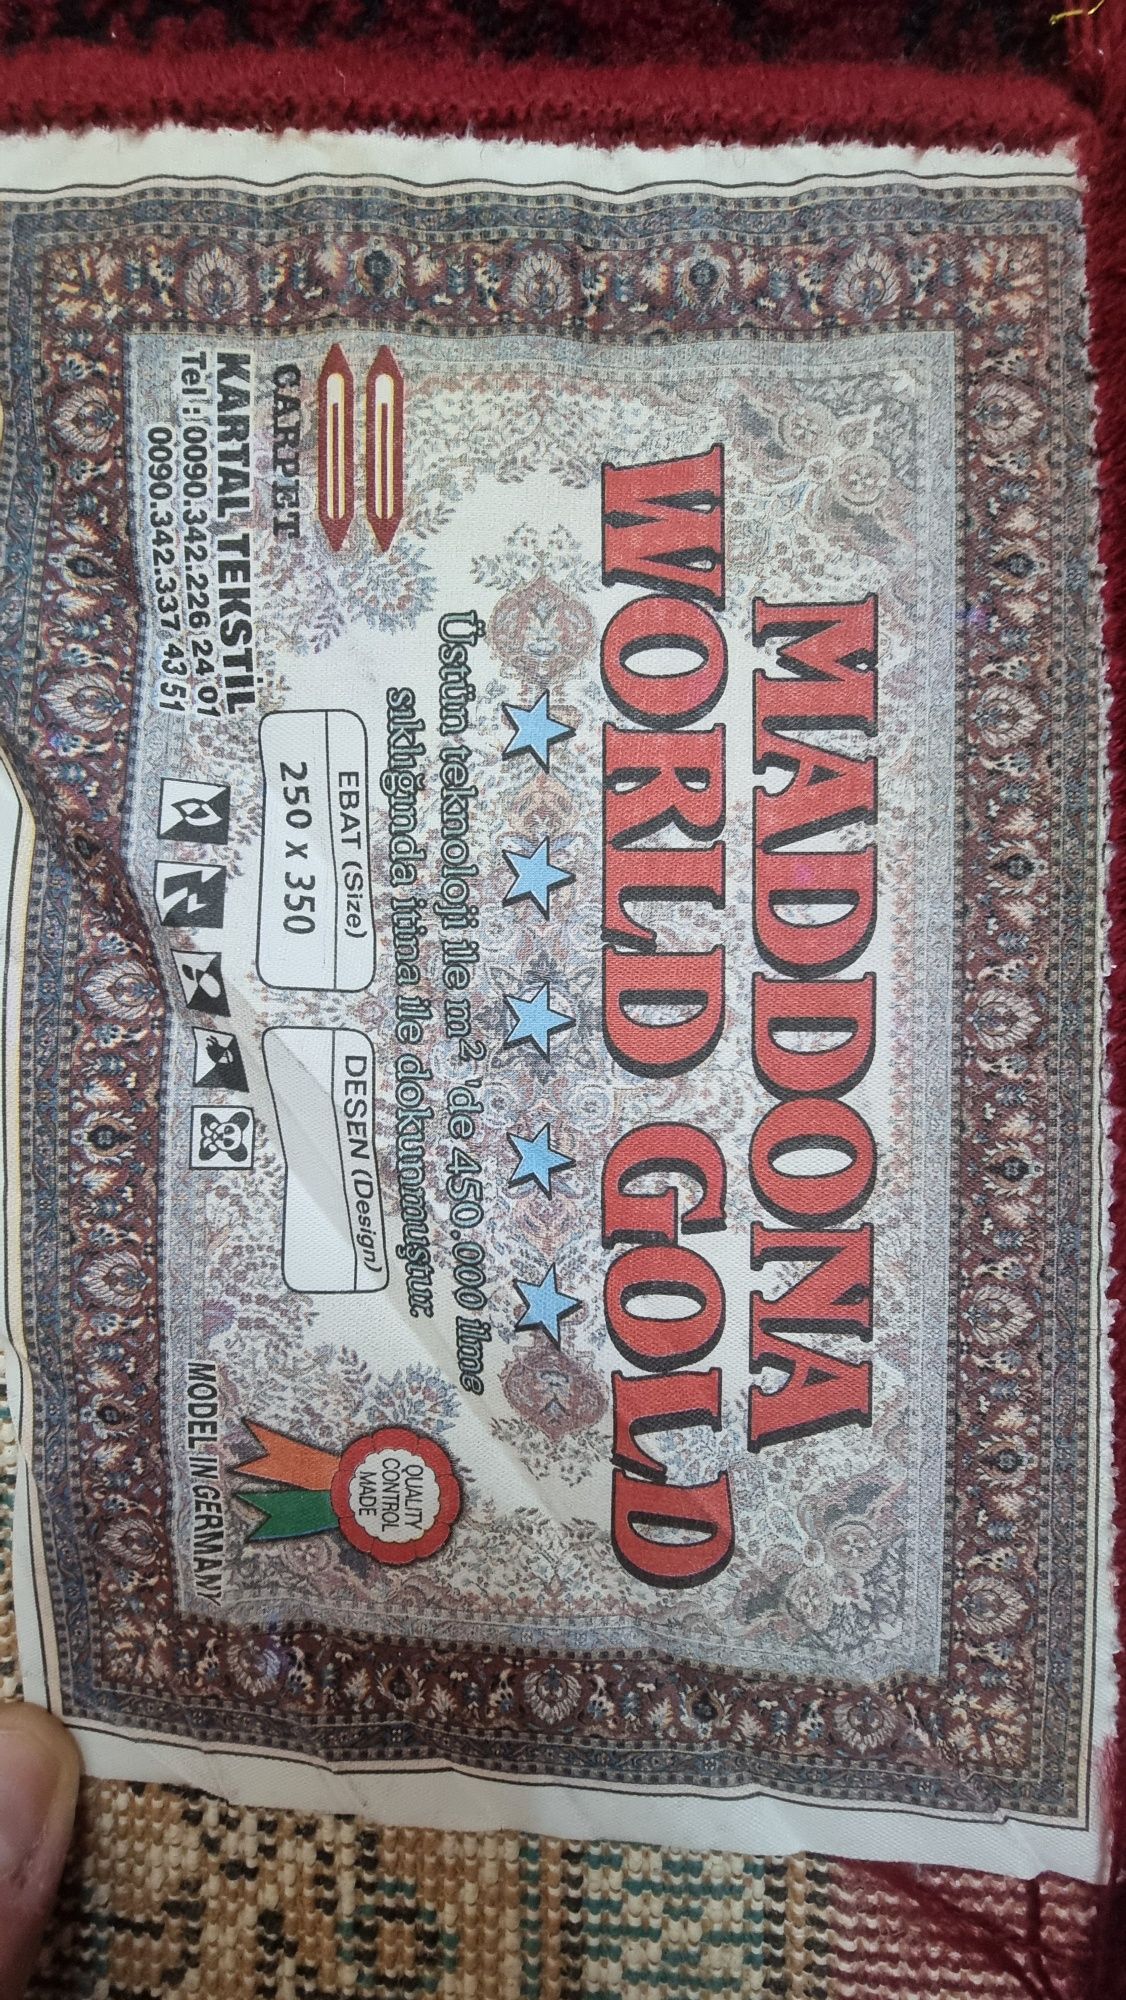 MADDONA
WORLD GOLD
Üstün teknoloji ile m² 'de 450.000 ilme
sıklığında itina ile dokunmuştur.
CARPET
KARTAL TEKSTİL
Tel : 0090.342.226 24 01
0090.342.337 43 51
EBAT (Size)
250 x 350
DESEN (Design)
QUALITY
CONTROL
MADE
MODEL IN GERMANY